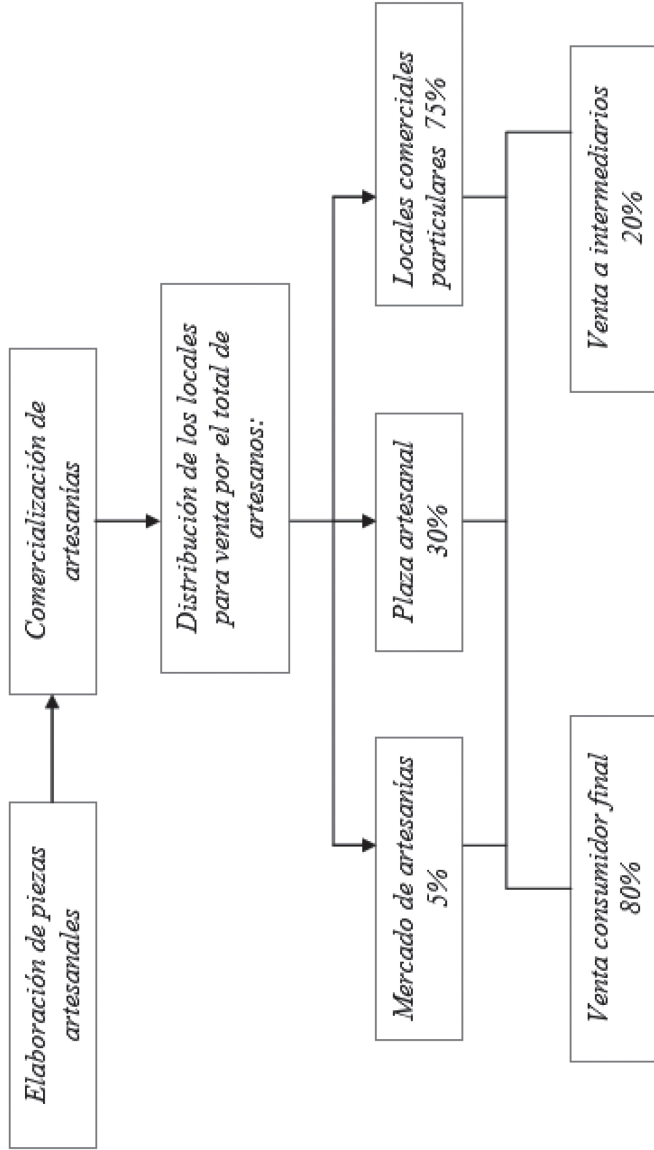 Elaboración de piezas
artesanales
Comercialización de
artesanías
Distribución de los locales
para venta por el total de
artesanos:
Mercado de artesanías
5%
Plaza artesanal
30%
Locales comerciales
particulares 75%
Venta consumidor final
80%
Venta a intermediarios
20%